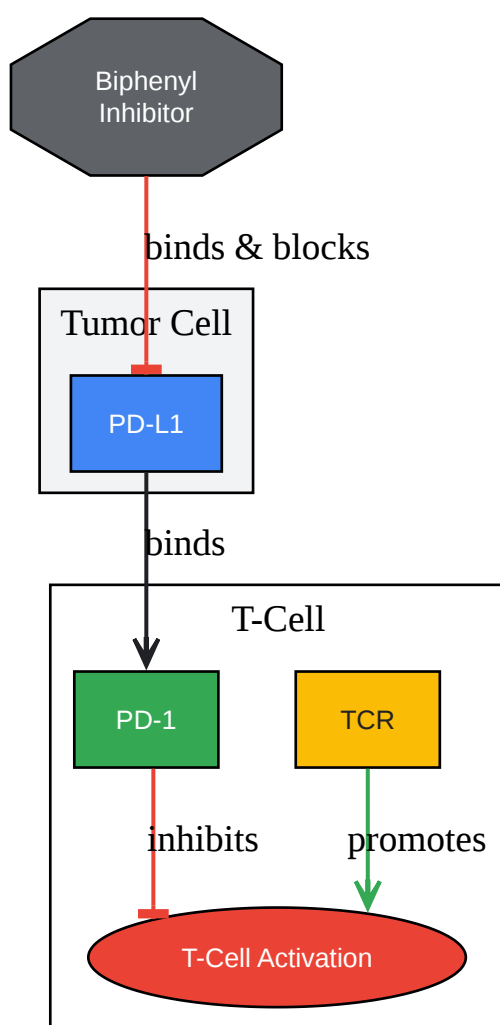 Biphenyl
Inhibitor
binds & blocks
Tumor Cell
PD-L1
binds
T-Cell
PD-1
TCR
inhibits
promotes
T-Cell Activation